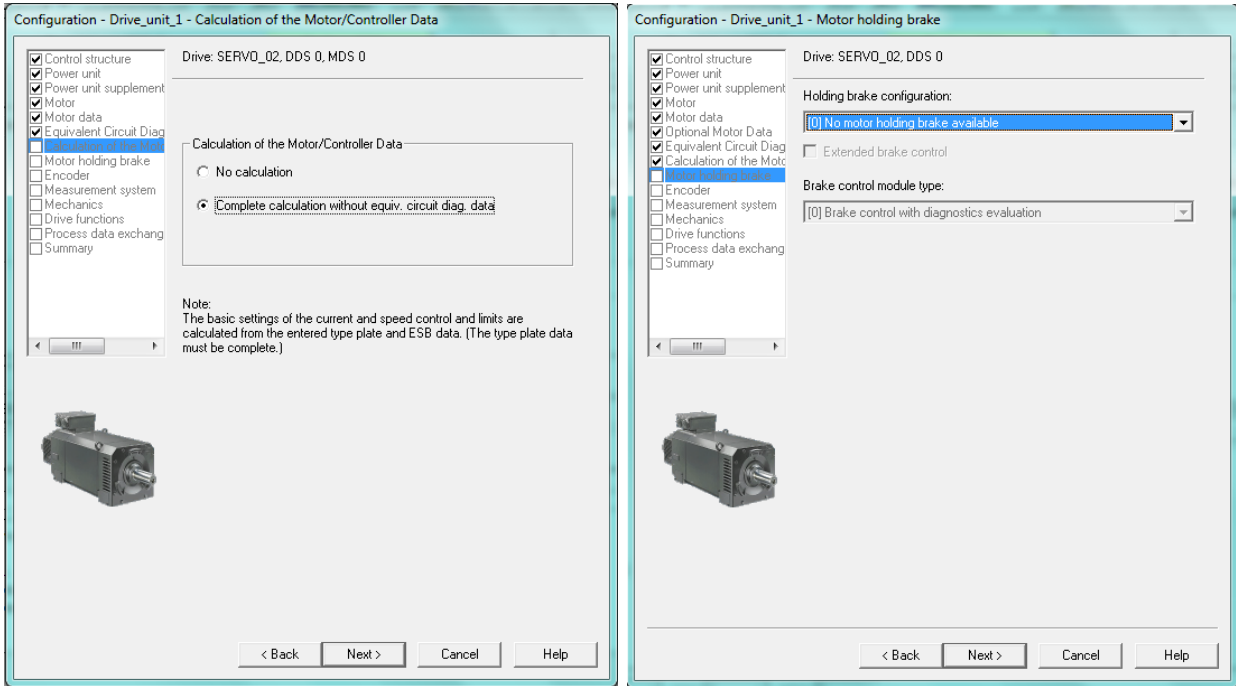 Configuration - Drive_unit_1 - Calculation of the Motor/Controller Data
Control structure
Power unit
Power unit supplement
Motor
Motor data
Equivalent Circuit Diag
Calculation of the Mot
Motor holding brake
Encoder
Measurement system
Mechanics
Drive functions
Process data exchang
Summary
Drive: SERVO_02, DDS 0, MDS 0
Calculation of the Motor/Controller Data
No calculation
Complete calculation without equiv. circuit diag. data
Note:
The basic settings of the current and speed control and limits are
calculated from the entered type plate and ESB data. (The type plate data
must be complete.)
< Back
Next >
Cancel
Help
Configuration - Drive_unit_1 - Motor holding brake
Control structure
Power unit
Power unit supplement
Motor
Motor data
Optional Motor Data
Equivalent Circuit Diag
Calculation of the Moto
Motor holding brake
Encoder
Measurement system
Mechanics
Drive functions
Process data exchang
Summary
Drive: SERVO_02, DDS 0
Holding brake configuration:
[0] No motor holding brake available
Extended brake control
Brake control module type:
[0] Brake control with diagnostics evaluation
< Back
Next >
Cancel
Help